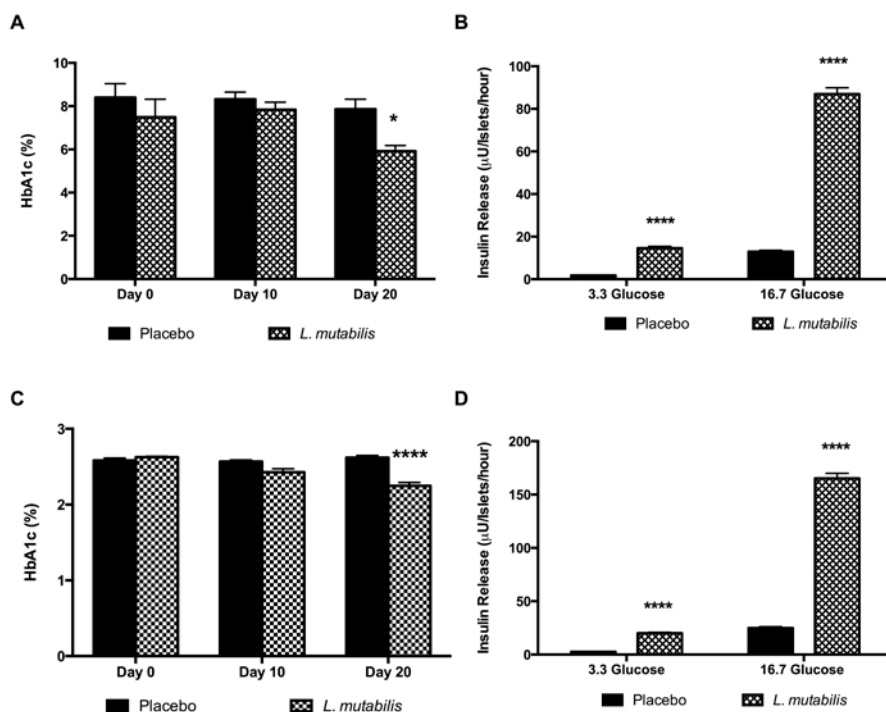 A
HbA1c (%)
10
8
6
4
2
0
*
Day 0 Day 10 Day 20
Placebo L. mutabilis
B
Insulin Release (μU/Islets/hour)
100
80
60
40
20
0
****
****
3.3 Glucose 16.7 Glucose
Placebo L. mutabilis
C
HbA1c (%)
3
2
1
0
****
Day 0 Day 10 Day 20
Placebo L. mutabilis
D
Insulin Release (μU/Islets/hour)
200
150
100
50
0
****
****
3.3 Glucose 16.7 Glucose
Placebo L. mutabilis